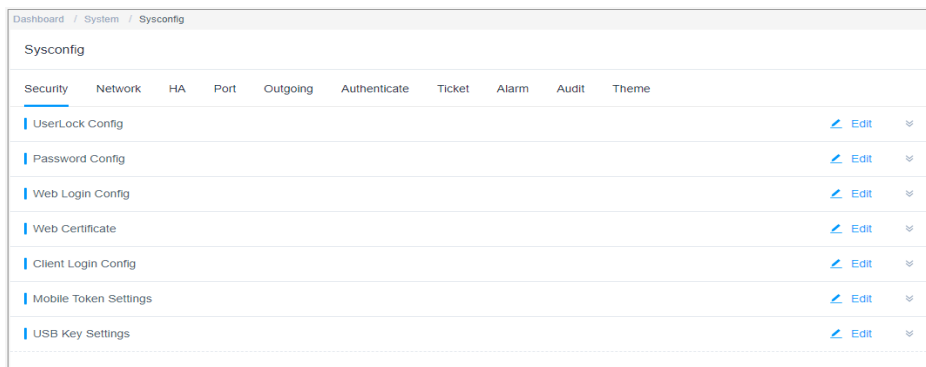 Dashboard / System / Sysconfig
Sysconfig
Security Network HA Port Outgoing Authenticate Ticket Alarm Audit Theme
UserLock Config Edit
Password Config Edit
Web Login Config Edit
Web Certificate Edit
Client Login Config Edit
Mobile Token Settings Edit
USB Key Settings Edit